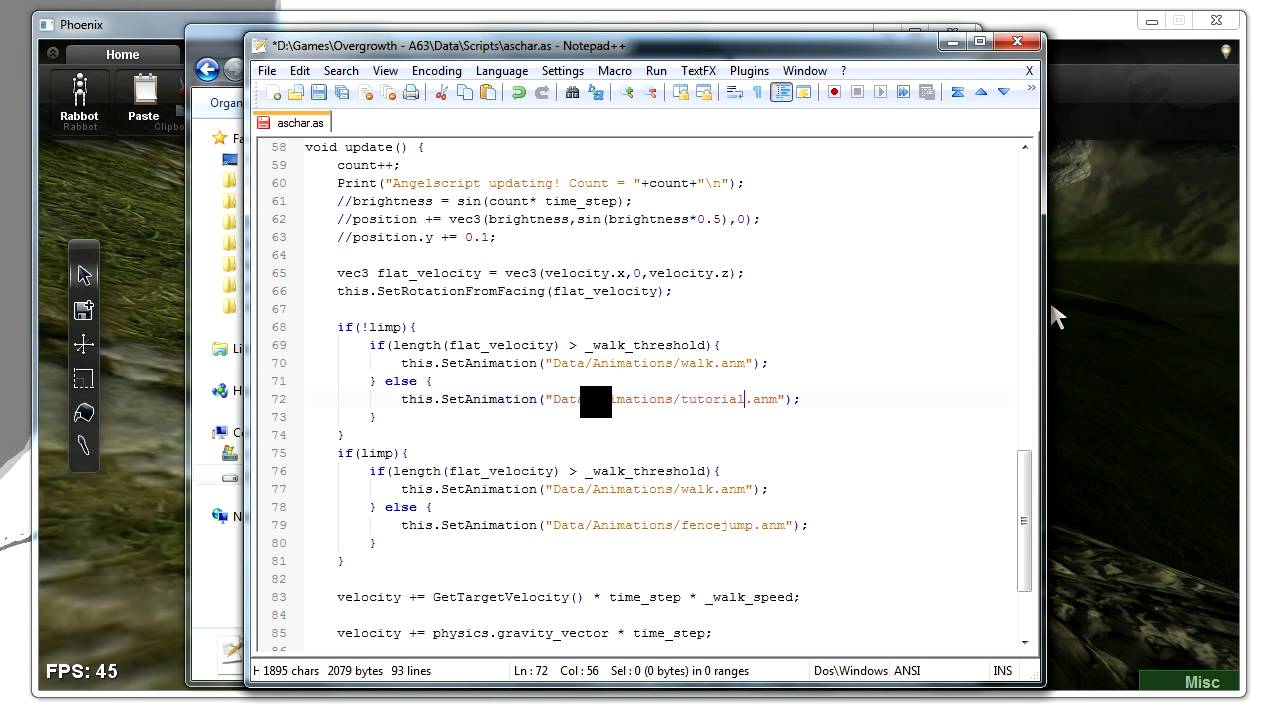 Phoenix
*D:\Games\Overgrowth - A63\Data\Scripts\aschar.as - Notepad++
Home
File Edit Search View Encoding Language Settings Macro Run TextFX Plugins Window ? X
Rabbot
Rabbot
Paste
Organ
aschar.as
58 void update() {
59 count++;
60 Print("Angelscript updating! Count = "+count+"\n");
61 //brightness = sin(count* time_step);
62 //position += vec3(brightness,sin(brightness*0.5),0);
63 //position.y += 0.1;
64
65 vec3 flat_velocity = vec3(velocity.x,0,velocity.z);
66 this.SetRotationFromFacing(flat_velocity);
67
68 if(!limp){
69 if(length(flat_velocity) > _walk_threshold){
70 this.SetAnimation("Data/Animations/walk.anm");
71 } else {
72 this.SetAnimation("Dat imations/tutorial.anm");
73 }
74 }
75 if(limp){
76 if(length(flat_velocity) > _walk_threshold){
77 this.SetAnimation("Data/Animations/walk.anm");
78 } else {
79 this.SetAnimation("Data/Animations/fencejump.anm");
80 }
81 }
82
83 velocity += GetTargetVelocity() * time_step * _walk_speed;
84
85 velocity += physics.gravity_vector * time_step;
FPS: 45
1895 chars 2079 bytes 93 lines Ln : 72 Col : 56 Sel : 0 (0 bytes) in 0 ranges Dos\Windows ANSI INS
Misc